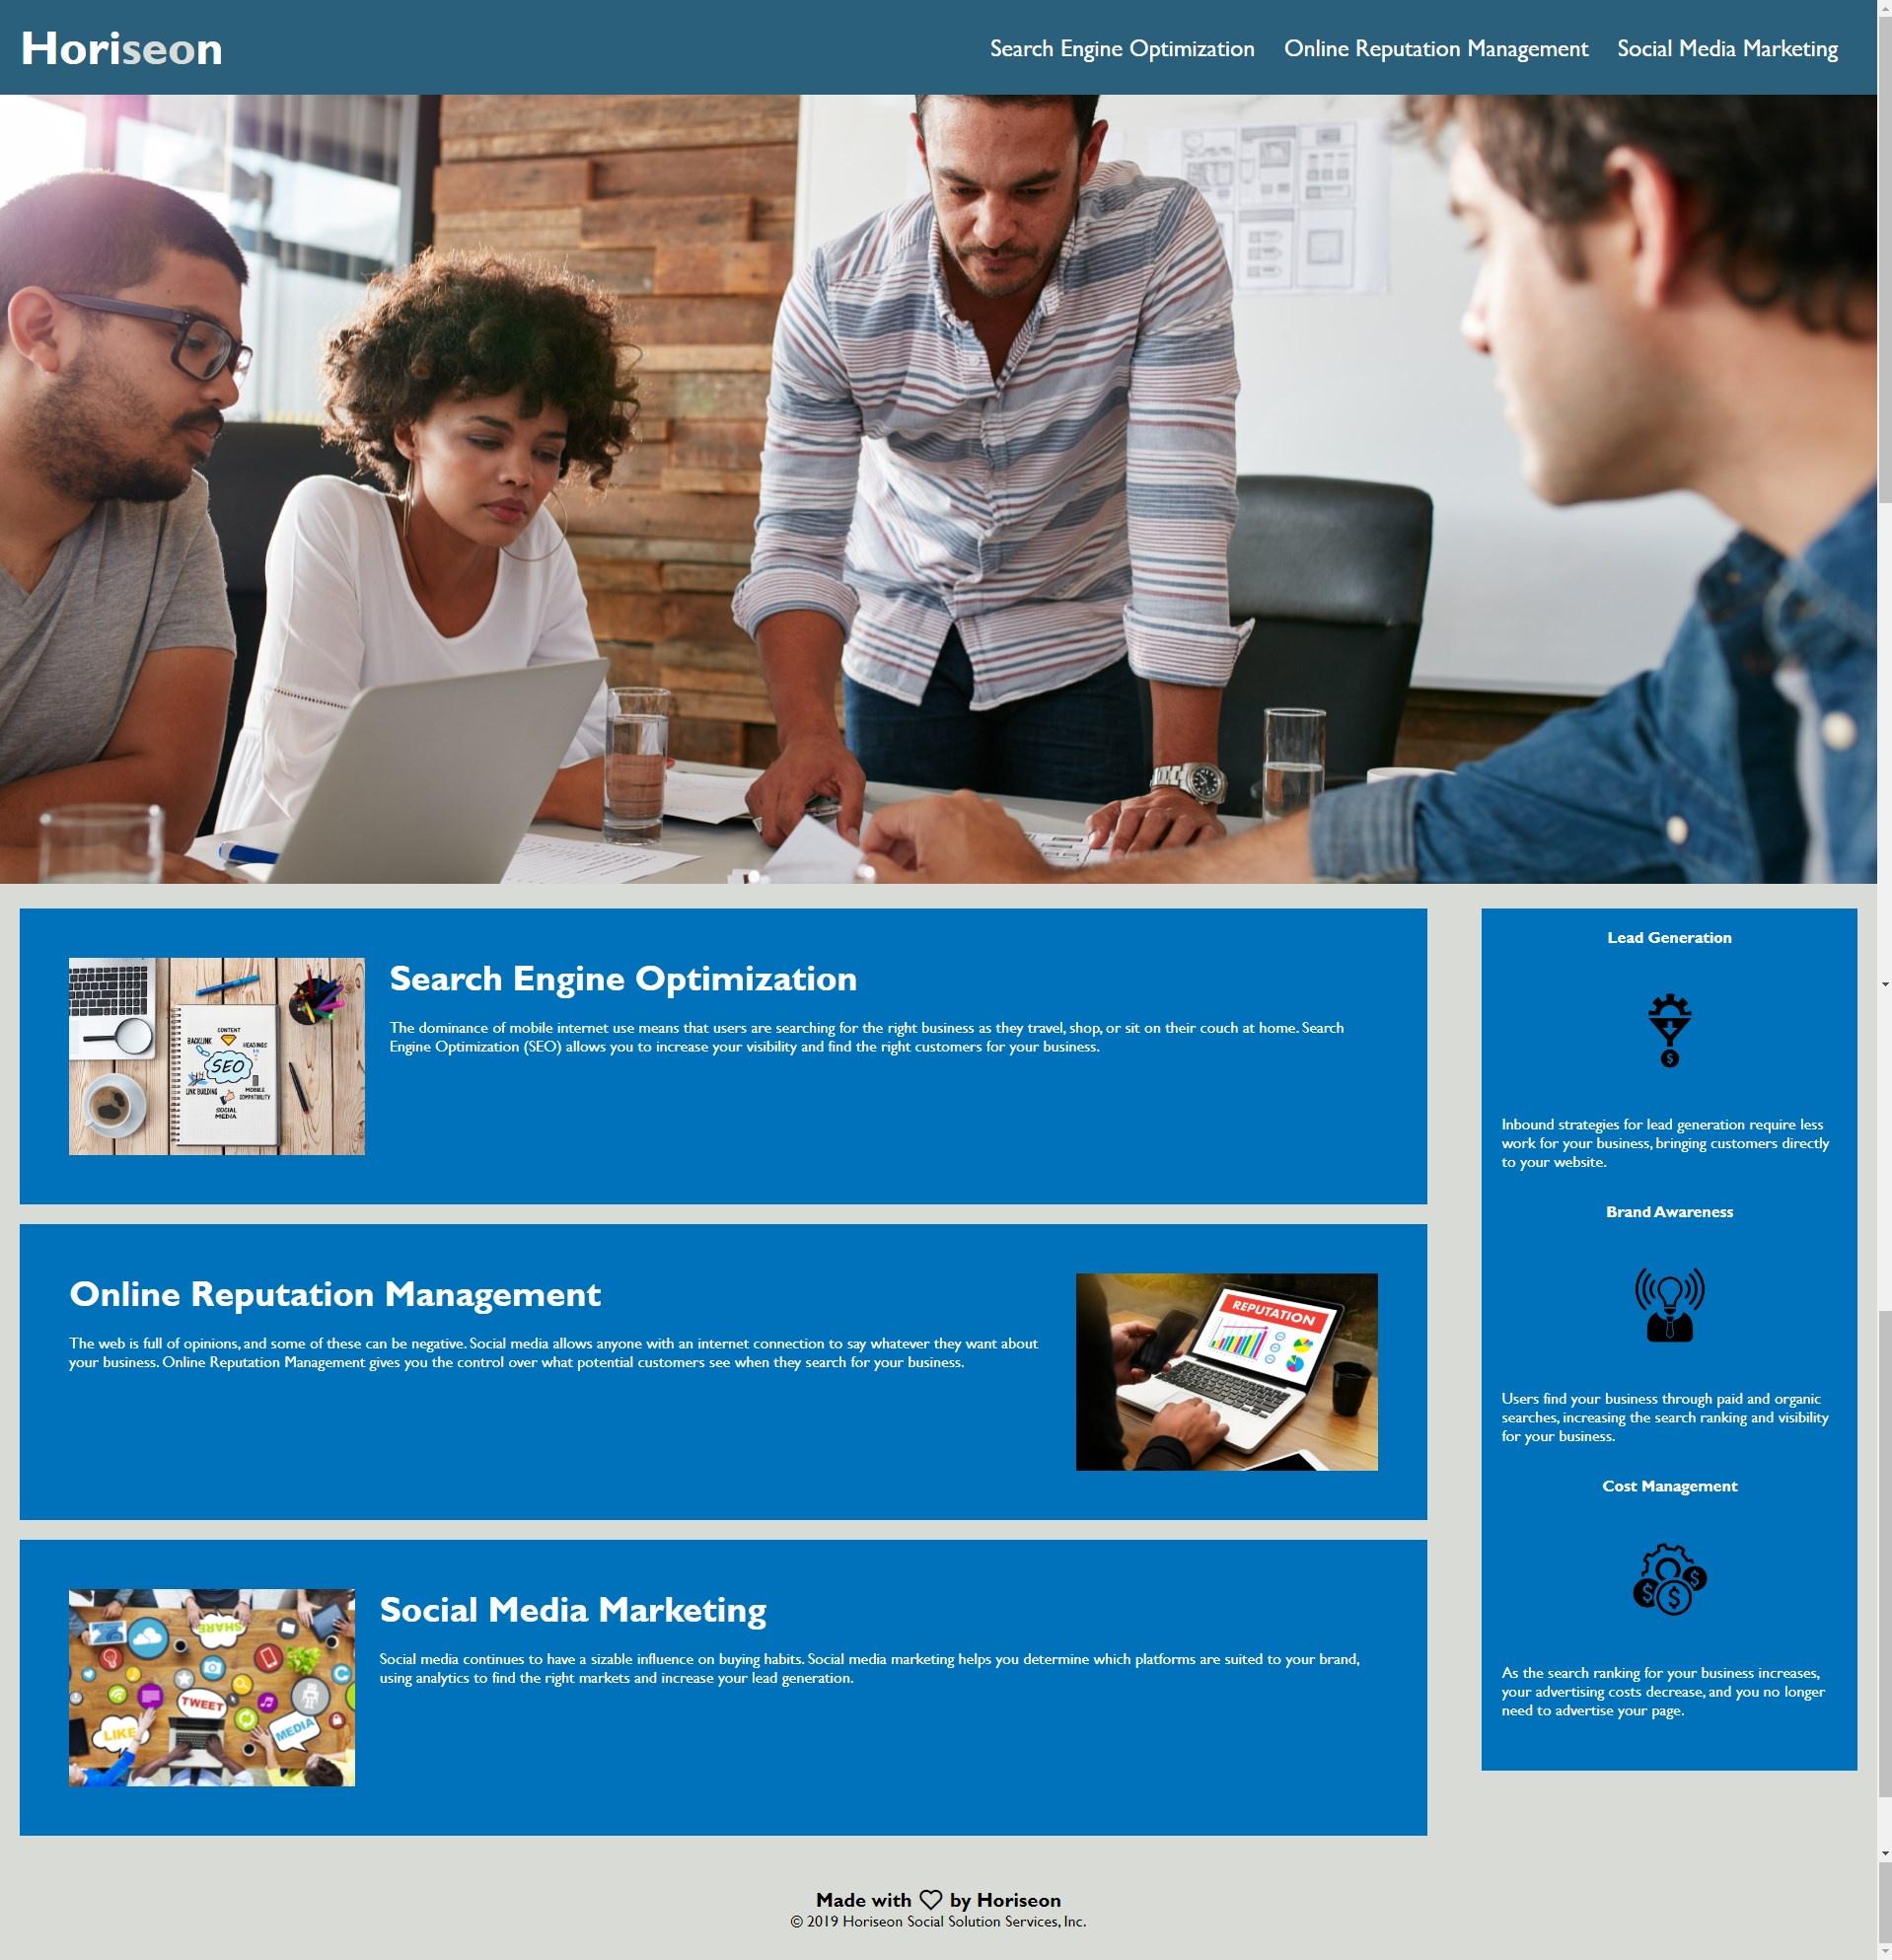 Horiseon
Search Engine Optimization
Online Reputation Management
Social Media Marketing
Search Engine Optimization
The dominance of mobile internet use means that users are searching for the right business as they travel, shop, or sit on their couch at home. Search
Engine Optimization (SEO) allows you to increase your visibility and find the right customers for your business.
CONTENT
BACKLINK
HEADINGS
SEO
LINK BUILDING
MOBILE
COMPATIBILITY
SOCIAL
MEDIA
Online Reputation Management
The web is full of opinions, and some of these can be negative. Social media allows anyone with an internet connection to say whatever they want about
your business. Online Reputation Management gives you the control over what potential customers see when they search for your business.
REPUTATION
Social Media Marketing
Social media continues to have a sizable influence on buying habits. Social media marketing helps you determine which platforms are suited to your brand,
using analytics to find the right markets and increase your lead generation.
SHARE
TWEET
LIKE
MEDIA
Lead Generation
$
Inbound strategies for lead generation require less
work for your business, bringing customers directly
to your website.
Brand Awareness
Users find your business through paid and organic
searches, increasing the search ranking and visibility
for your business.
Cost Management
$ $ $
As the search ranking for your business increases,
your advertising costs decrease, and you no longer
need to advertise your page.
Made with ♡ by Horiseon
© 2019 Horiseon Social Solution Services, Inc.